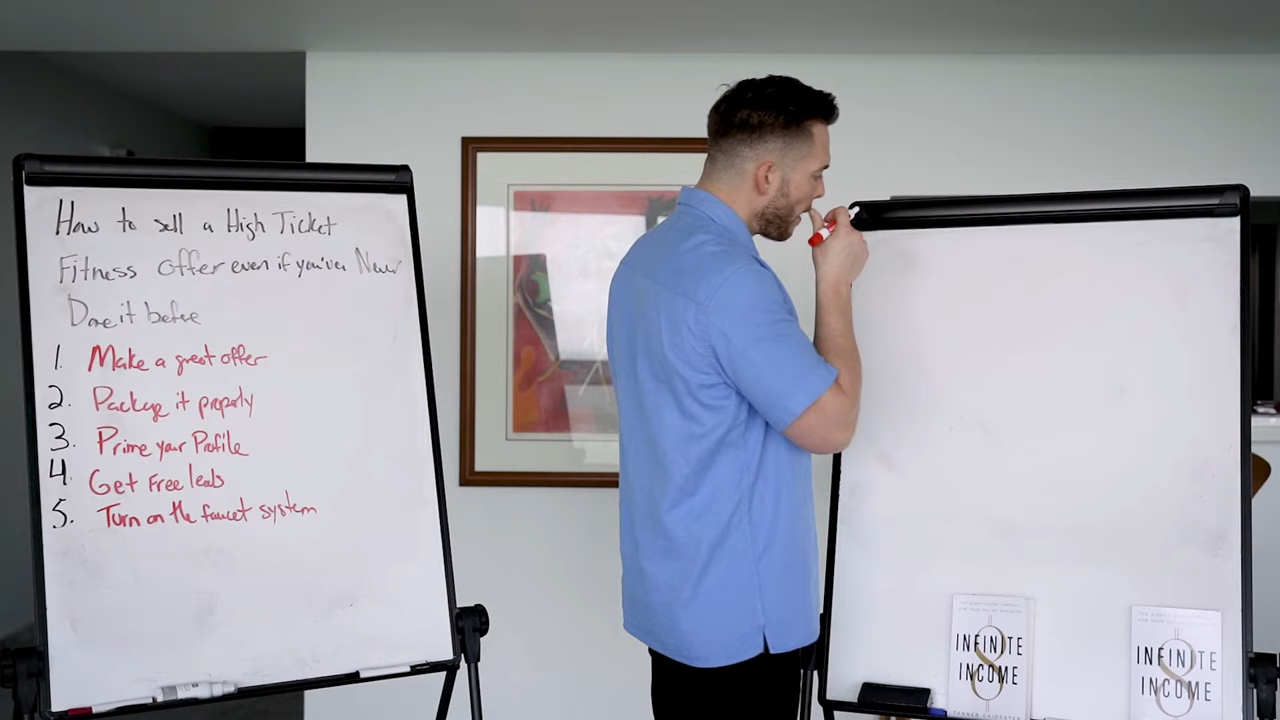 How to sell a High Ticket
Fitness Offer even if you've Never
Done it before
1. Make a great offer
2. Package it properly
3. Prime your Profile
4. Get Free leads
5. Turn on the faucet system
INFINITE
INCOME
TANNER CHIDESTER
INFINITE
INCOME